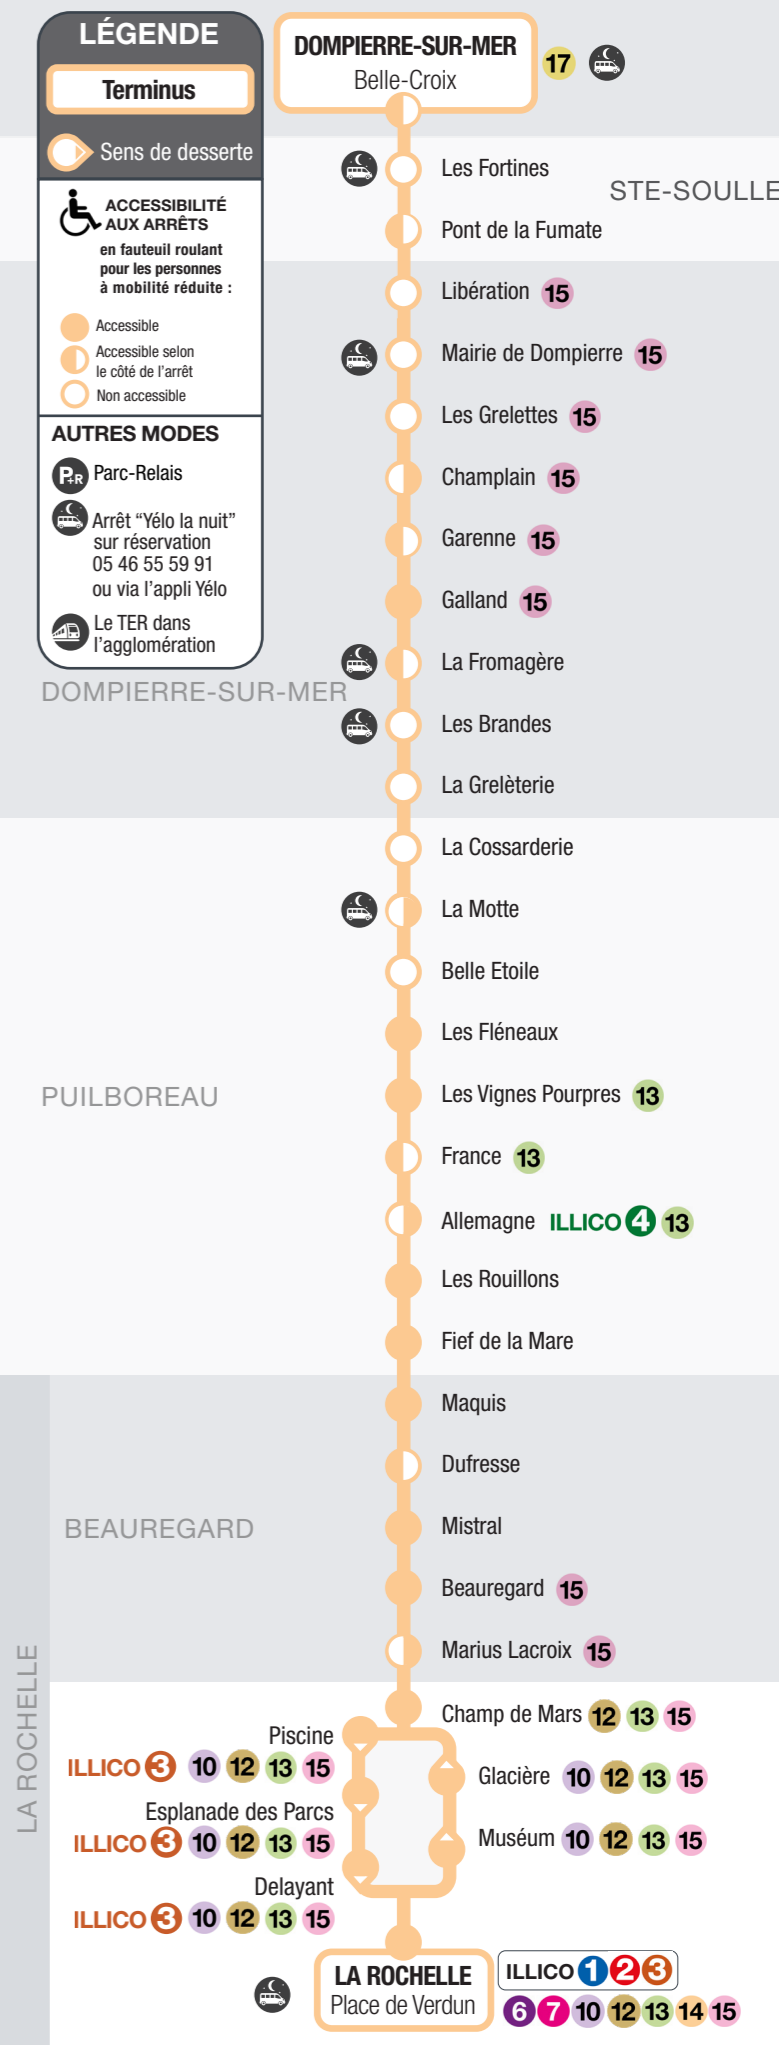 LÉGENDE
Terminus
Sens de desserte
ACCESSIBILITÉ
AUX ARRÊTS
en fauteuil roulant
pour les personnes
à mobilité réduite :
Accessible
Accessible selon
le côté de l'arrêt
Non accessible
AUTRES MODES
P+R Parc-Relais
Arrêt “Yélo la nuit”
sur réservation
05 46 55 59 91
ou via l'appli Yélo
Le TER dans
l'agglomération
DOMPIERRE-SUR-MER
Belle-Croix
17
Les Fortines
STE-SOULLE
Pont de la Fumate
Libération 15
Mairie de Dompierre 15
Les Grelettes 15
Champlain 15
Garenne 15
Galland 15
La Fromagère
DOMPIERRE-SUR-MER
Les Brandes
La Grelèterie
La Cossarderie
La Motte
Belle Etoile
Les Fléneaux
PUILBOREAU
Les Vignes Pourpres 13
France 13
Allemagne ILLICO 4 13
Les Rouillons
Fief de la Mare
Maquis
Dufresse
BEAUREGARD
Mistral
Beauregard 15
Marius Lacroix 15
LA ROCHELLE
Champ de Mars 12 13 15
Piscine
ILLICO 3 10 12 13 15
Glacière 10 12 13 15
Esplanade des Parcs
ILLICO 3 10 12 13 15
Muséum 10 12 13 15
Delayant
ILLICO 3 10 12 13 15
LA ROCHELLE
Place de Verdun
ILLICO 1 2 3
6 7 10 12 13 14 15